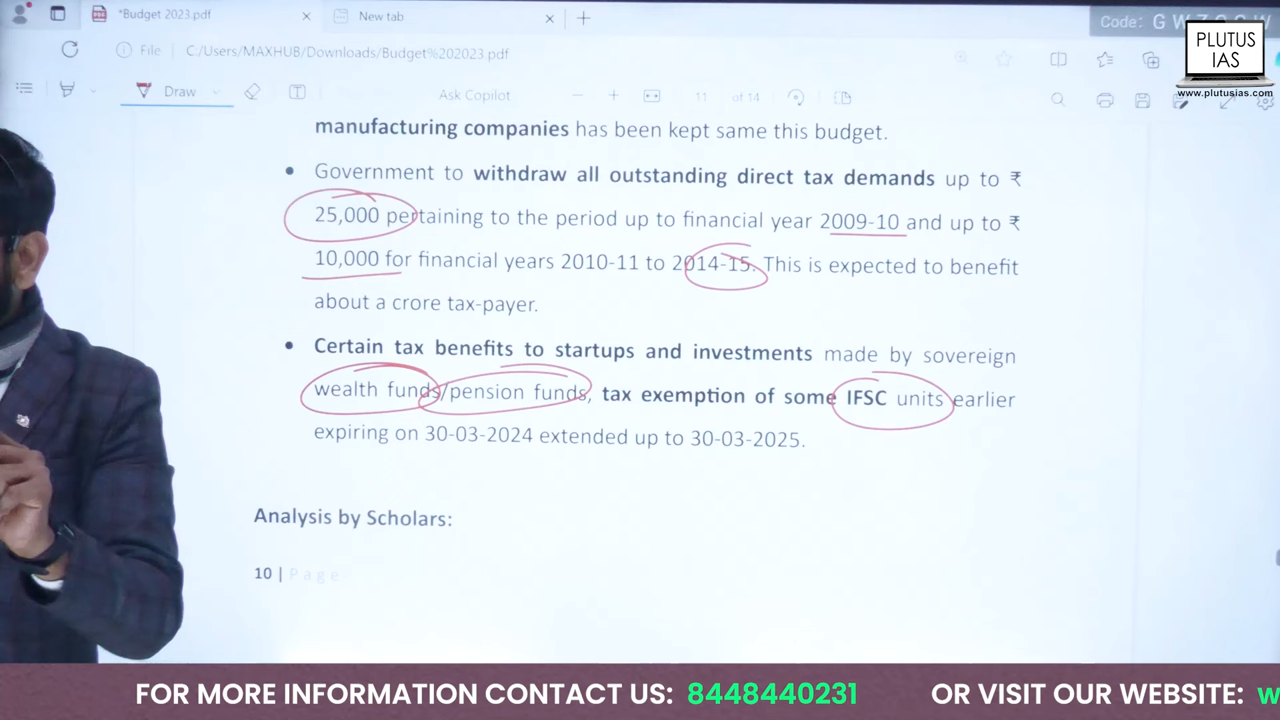 *Budget 2023.pdf
New tab
Code: G W
PLUTUS
IAS
www.plutusias.com
File
C:/Users/MAXHUB/Downloads/Budget%202023.pdf
Draw
Ask Copilot
11 of 14
manufacturing companies has been kept same this budget.
• Government to withdraw all outstanding direct tax demands up to ₹
25,000 pertaining to the period up to financial year 2009-10 and up to ₹
10,000 for financial years 2010-11 to 2014-15. This is expected to benefit
about a crore tax-payer.
• Certain tax benefits to startups and investments made by sovereign
wealth funds/pension funds, tax exemption of some IFSC units earlier
expiring on 30-03-2024 extended up to 30-03-2025.
Analysis by Scholars:
10 | Page
FOR MORE INFORMATION CONTACT US: 8448440231 OR VISIT OUR WEBSITE: w